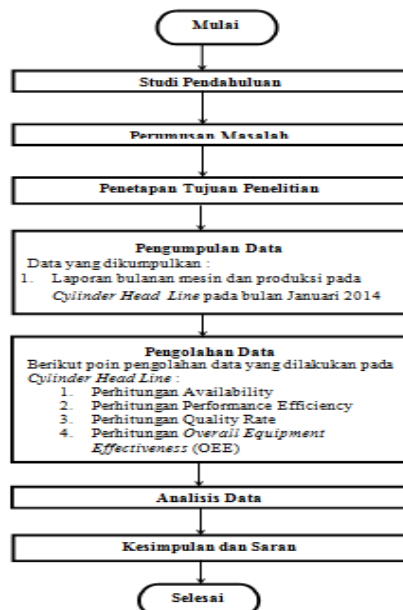 Mulai
Studi Pendahuluan
Perumusan Masalah
Penetapan Tujuan Penelitian
Pengumpulan Data
Data yang dikumpulkan :
1. Laporan bulanan mesin dan produksi pada
Cylinder Head Line pada bulan Januari 2014
Pengolahan Data
Berikut poin pengolahan data yang dilakukan pada
Cylinder Head Line :
1. Perhitungan Availability
2. Perhitungan Performance Efficiency
3. Perhitungan Quality Rate
4. Perhitungan Overall Equipment
Effectiveness (OEE)
Analisis Data
Kesimpulan dan Saran
Selesai